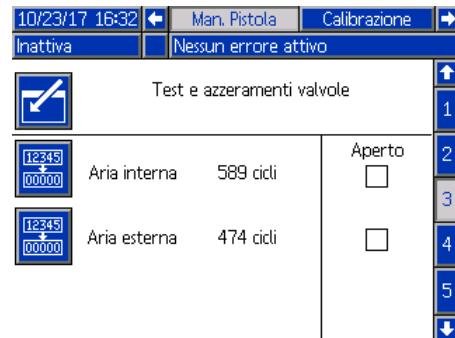 10/23/17 16:32 Man. Pistola Calibrazione
Inattiva Nessun errore attivo
Test e azzeramenti valvole
1
Aperto
2
12345
00000
Aria interna 589 cicli
3
12345
00000
Aria esterna 474 cicli
4
5